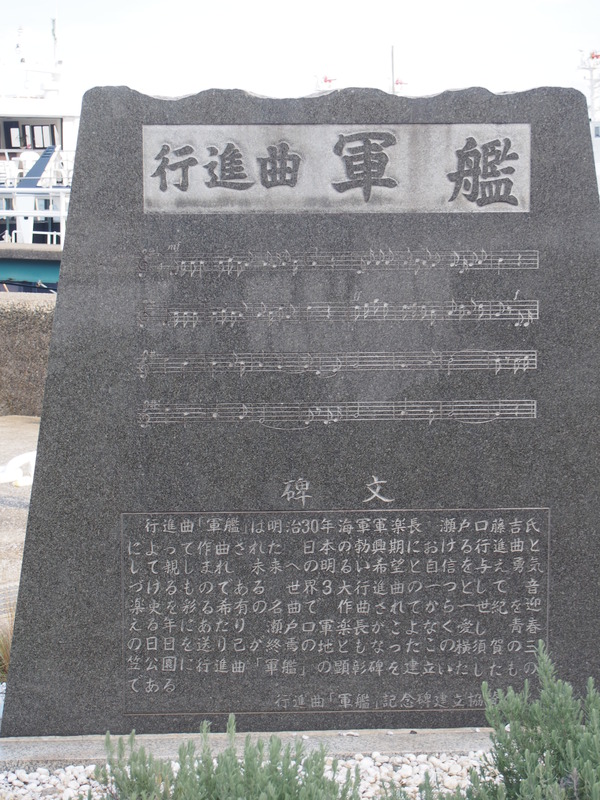 行進曲 軍艦
mf
ff
f
碑文
行進曲「軍艦」は明治30年海軍軍楽長 瀬戸口藤吉氏
によって作曲された 日本の勃興期における行進曲と
して親しまれ 未来への明るい希望と自信を与え勇気
づけるものである 世界3大行進曲の一つとして 音
楽史を彩る希有の名曲で 作曲されてから一世紀を迎
える年にあたり 瀬戸口軍楽長がこよなく愛し 青春
の日日を送り己が終焉の地ともなったこの横須賀の三
笠公園に行進曲「軍艦」の顕彰碑を建立いたしたもの
である
行進曲「軍艦」記念碑建立協